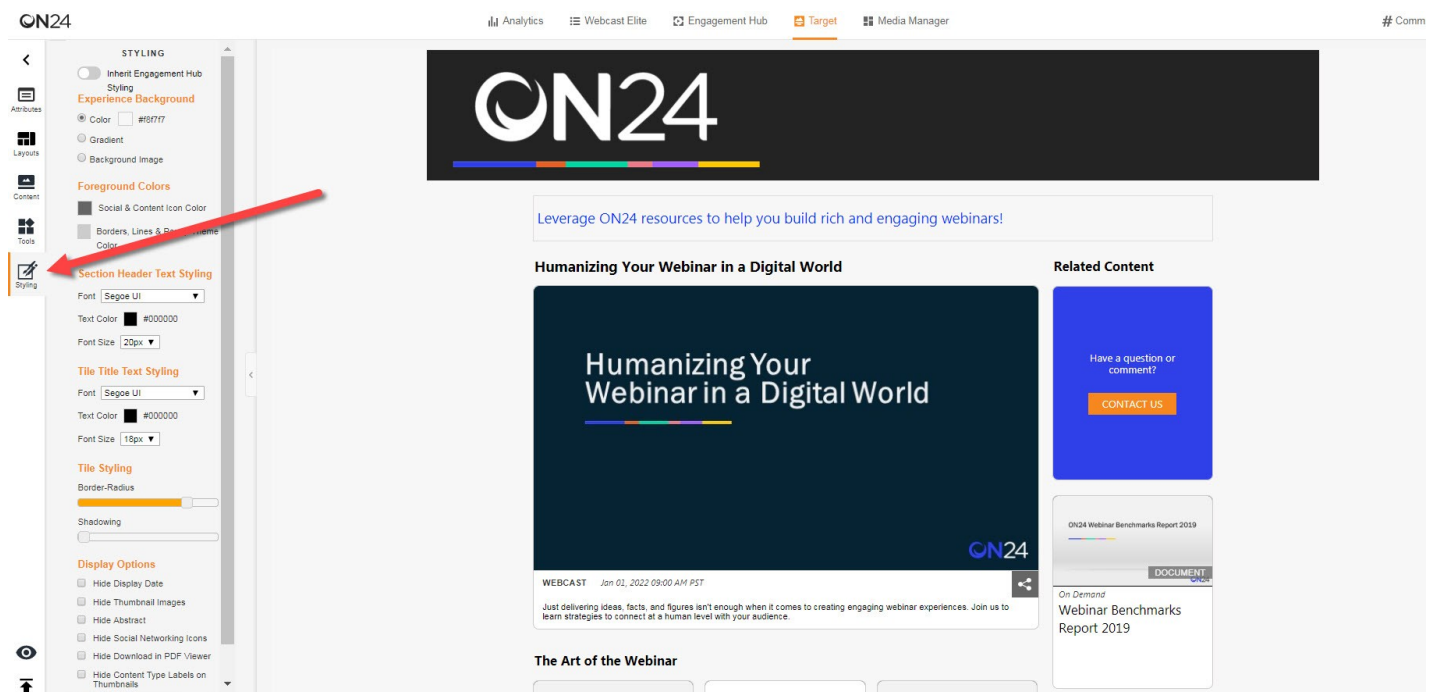 ON24
Analytics
Webcast Elite
Engagement Hub
Target
Media Manager
# Comm
Attributes
Layouts
Content
Tools
Styling
STYLING
Inherit Engagement Hub
Styling
Experience Background
Color #f8f7f7
Gradient
Background Image
Foreground Colors
Social & Content Icon Color
Borders, Lines &
Color
Section Header Text Styling
Font Segoe UI
Text Color #000000
Font Size 20px
Tile Title Text Styling
Font Segoe UI
Text Color #000000
Font Size 18px
Tile Styling
Border-Radius
Shadowing
Display Options
Hide Display Date
Hide Thumbnail Images
Hide Abstract
Hide Social Networking Icons
Hide Download in PDF Viewer
Hide Content Type Labels on
Thumbnails
ON24
Leverage ON24 resources to help you build rich and engaging webinars!
Humanizing Your Webinar in a Digital World
Humanizing Your
Webinar in a Digital World
ON24
WEBCAST Jan 01, 2022 09:00 AM PST
Just delivering ideas, facts, and figures isn't enough when it comes to creating engaging webinar experiences. Join us to
learn strategies to connect at a human level with your audience.
The Art of the Webinar
Related Content
Have a question or
comment?
CONTACT US
ON24 Webinar Benchmarks Report 2019
DOCUMENT
On Demand
Webinar Benchmarks
Report 2019